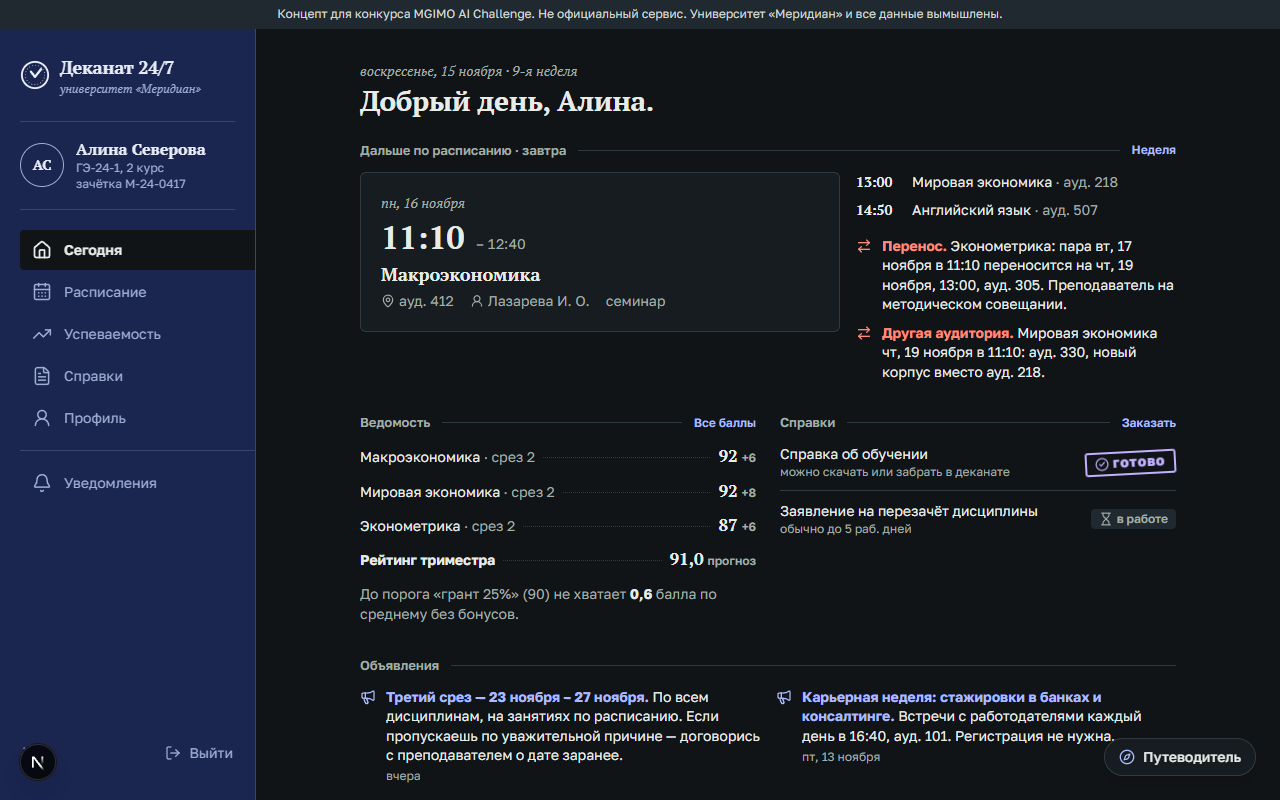 Концепт для конкурса MGIMO AI Challenge. Не официальный сервис. Университет «Меридиан» и все данные вымышлены.
Деканат 24/7
университет «Меридиан»
АС
Алина Северова
ГЭ-24-1, 2 курс
зачётка М-24-0417
Сегодня
Расписание
Успеваемость
Справки
Профиль
Уведомления
N
Выйти
воскресенье, 15 ноября · 9-я неделя
Добрый день, Алина.
Дальше по расписанию · завтра
Неделя
пн, 16 ноября
11:10 – 12:40
Макроэкономика
ауд. 412 Лазарева И. О. семинар
13:00 Мировая экономика · ауд. 218
14:50 Английский язык · ауд. 507
Перенос. Эконометрика: пара вт, 17
ноября в 11:10 переносится на чт, 19
ноября, 13:00, ауд. 305. Преподаватель на
методическом совещании.
Другая аудитория. Мировая экономика
чт, 19 ноября в 11:10: ауд. 330, новый
корпус вместо ауд. 218.
Ведомость
Все баллы
Макроэкономика · срез 2 92 +6
Мировая экономика · срез 2 92 +8
Эконометрика · срез 2 87 +6
Рейтинг триместра 91,0 прогноз
До порога «грант 25%» (90) не хватает 0,6 балла по
среднему без бонусов.
Справки
Заказать
Справка об обучении
можно скачать или забрать в деканате
ГОТОВО
Заявление на перезачёт дисциплины
обычно до 5 раб. дней
в работе
Объявления
Третий срез — 23 ноября – 27 ноября. По всем
дисциплинам, на занятиях по расписанию. Если
пропускаешь по уважительной причине — договорись
с преподавателем о дате заранее.
вчера
Карьерная неделя: стажировки в банках и
консалтинге. Встречи с работодателями каждый
день в 16:40, ауд. 101. Регистрация не нужна.
пт, 13 ноября
Путеводитель